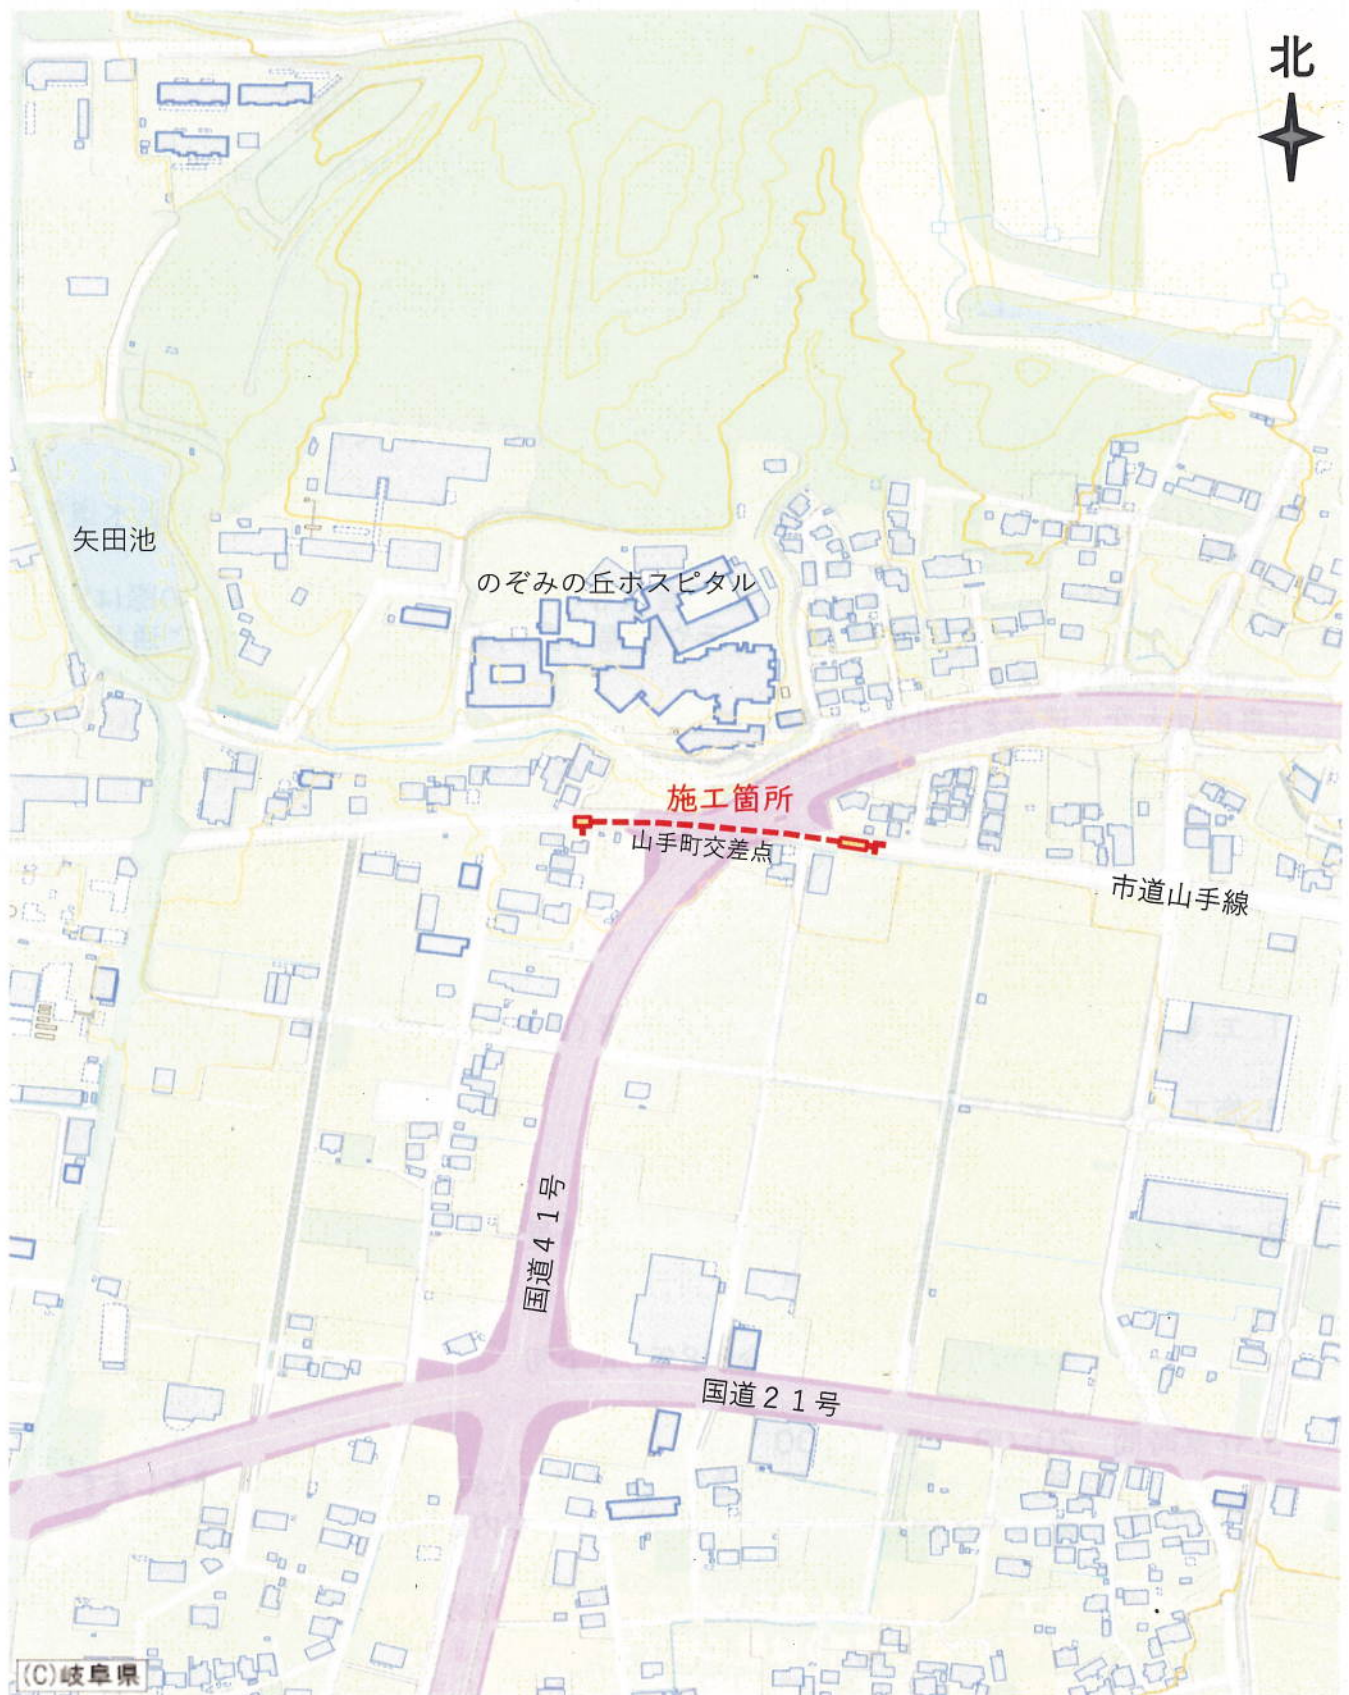 北
矢田池
のぞみの丘ホスピタル
施工箇所
山手町交差点
市道山手線
国道41号
国道21号
(C)岐阜県